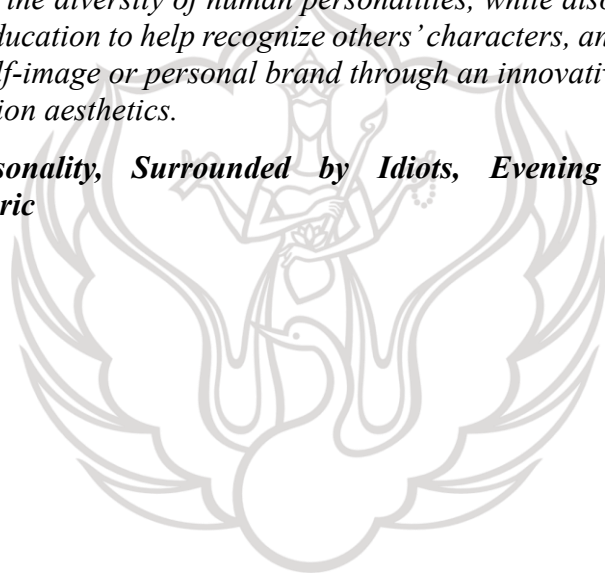 the diversity of human personalities, while also
ducation to help recognize others' characters, an
lf-image or personal brand through an innovati
ion aesthetics.
sonality, Surrounded by Idiots, Evening
ric